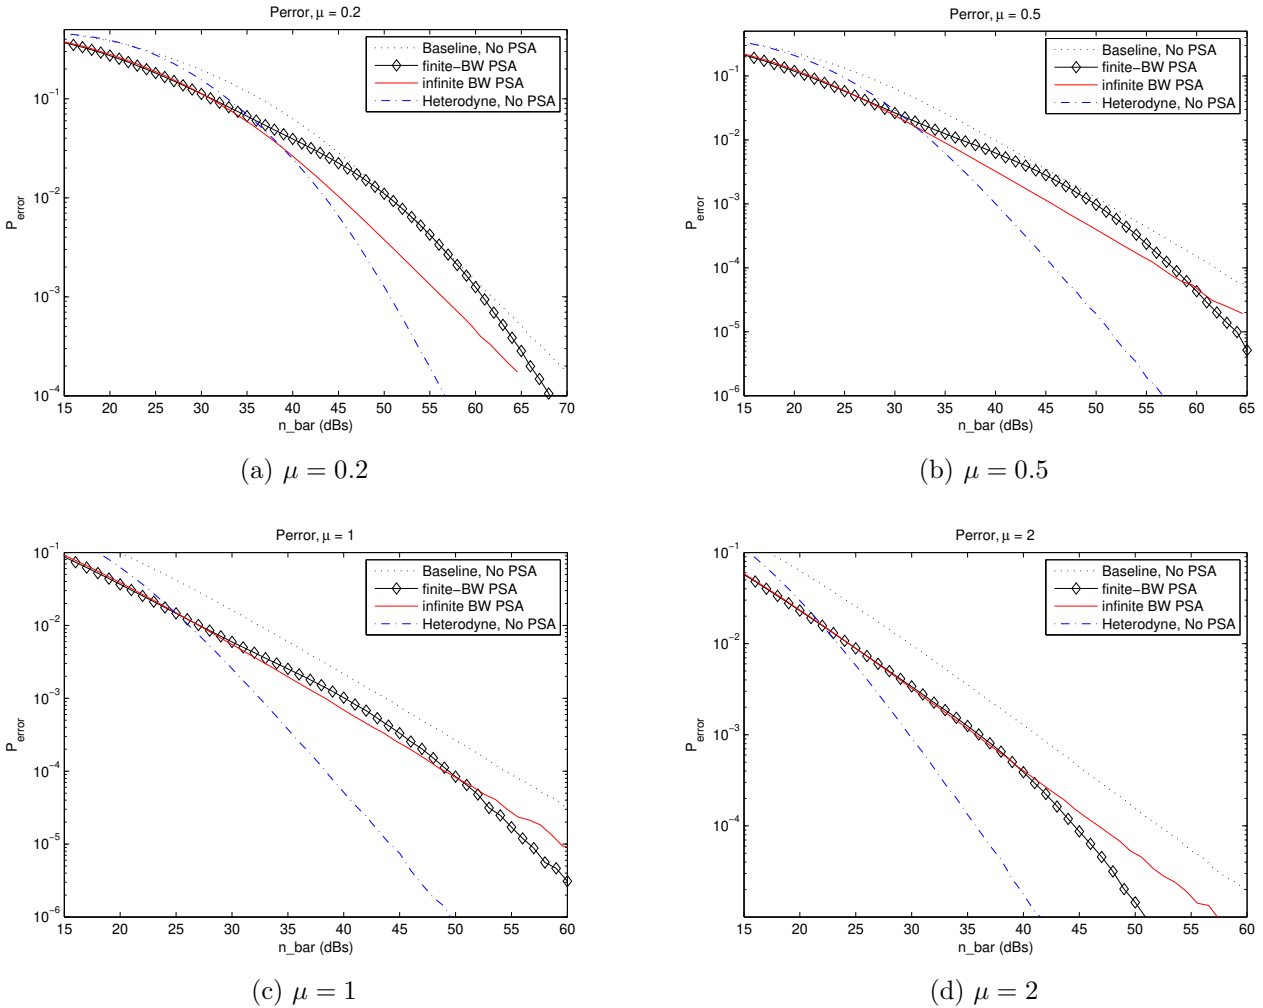 Perror, μ = 0.2
Baseline, No PSA
finite-BW PSA
infinite BW PSA
Heterodyne, No PSA
P_error
10^-1
10^-2
10^-3
10^-4
15 20 25 30 35 40 45 50 55 60 65 70
n_bar (dBs)
(a) μ = 0.2
Perror, μ = 0.5
Baseline, No PSA
finite-BW PSA
infinite BW PSA
Heterodyne, No PSA
P_error
10^-1
10^-2
10^-3
10^-4
10^-5
10^-6
15 20 25 30 35 40 45 50 55 60 65
n_bar (dBs)
(b) μ = 0.5
Perror, μ = 1
Baseline, No PSA
finite-BW PSA
infinite BW PSA
Heterodyne, No PSA
P_error
10^-1
10^-2
10^-3
10^-4
10^-5
10^-6
15 20 25 30 35 40 45 50 55 60
n_bar (dBs)
(c) μ = 1
Perror, μ = 2
Baseline, No PSA
finite-BW PSA
infinite BW PSA
Heterodyne, No PSA
P_error
10^-1
10^-2
10^-3
10^-4
15 20 25 30 35 40 45 50 55 60
n_bar (dBs)
(d) μ = 2